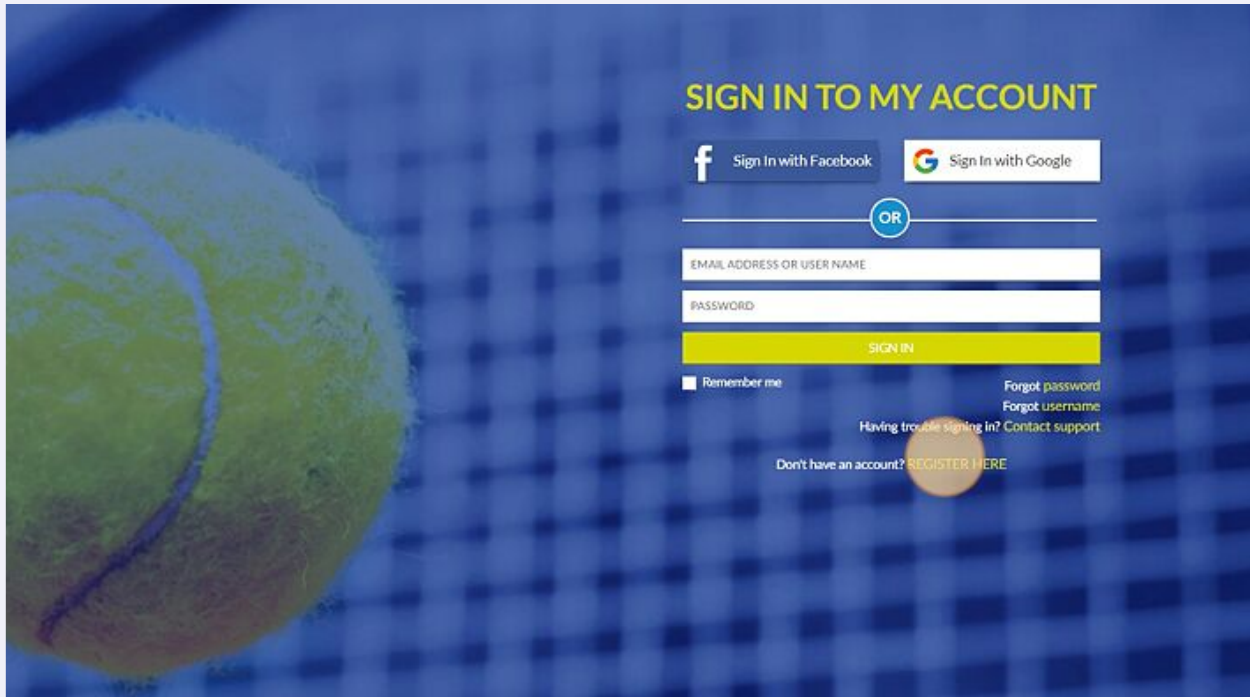 SIGN IN TO MY ACCOUNT
Sign In with Facebook
Sign In with Google
OR
EMAIL ADDRESS OR USER NAME
PASSWORD
SIGN IN
Remember me
Forgot password
Forgot username
Having trouble signing in? Contact support
Don't have an account? REGISTER HERE